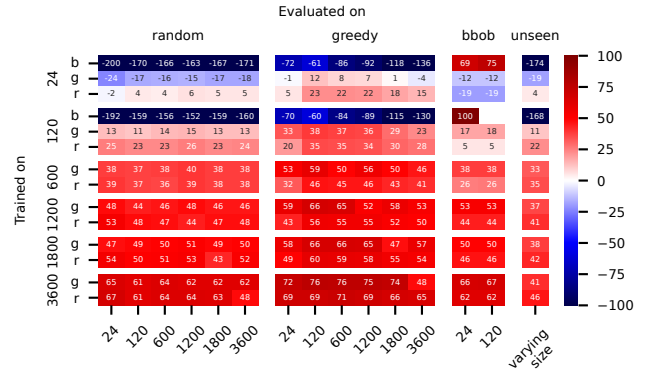 Evaluated on
random greedy bbob unseen
Trained on
24
b -200 -170 -166 -163 -167 -171 -72 -61 -86 -92 -118 -136 69 75 -174
g -24 -17 -16 -15 -17 -18 -1 12 8 7 1 -4 -12 -12 -19
r -2 4 4 6 5 5 5 23 22 22 18 15 -19 -19 4
120
b -192 -159 -156 -152 -159 -160 -70 -60 -84 -89 -115 -130 100 -168
g 13 11 14 15 13 13 33 38 37 36 29 23 17 18 11
r 25 23 23 26 23 24 20 35 35 34 30 28 5 5 22
600
g 38 37 38 40 38 38 53 59 50 56 50 46 38 38 33
r 39 37 36 39 38 38 32 46 45 46 43 41 26 26 35
1200
g 48 44 46 48 46 46 59 66 65 52 58 53 53 53 37
r 53 48 47 44 47 48 43 56 55 55 52 50 44 44 41
1800
g 47 49 50 51 49 50 58 66 66 65 47 57 51 50 38
r 54 50 51 53 43 52 49 60 59 58 55 54 46 46 42
3600
g 65 61 64 62 62 62 72 76 76 75 74 48 66 67 41
r 67 61 64 64 63 48 69 69 71 69 66 65 62 62 46
24 120 600 1200 1800 3600 24 120 600 1200 1800 3600 24 120 varying size
100
75
50
25
0
−25
−50
−75
−100